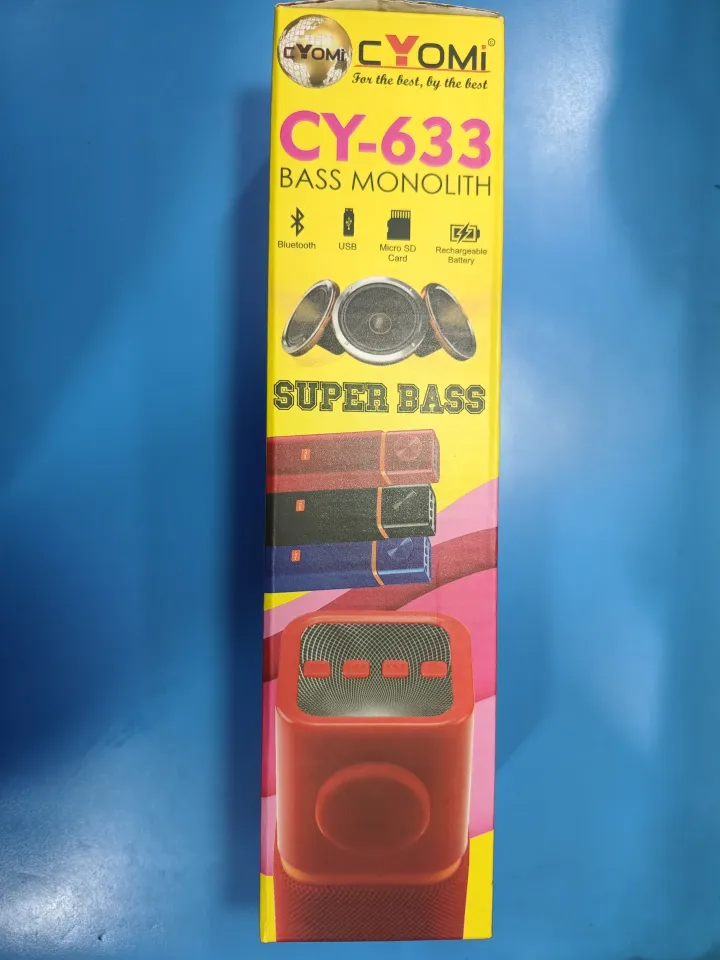 CYOMi
CYOMi ©
For the best, by the best
CY-633
BASS MONOLITH
Bluetooth
USB
Micro SD
Card
Rechargeable
Battery
SUPER BASS